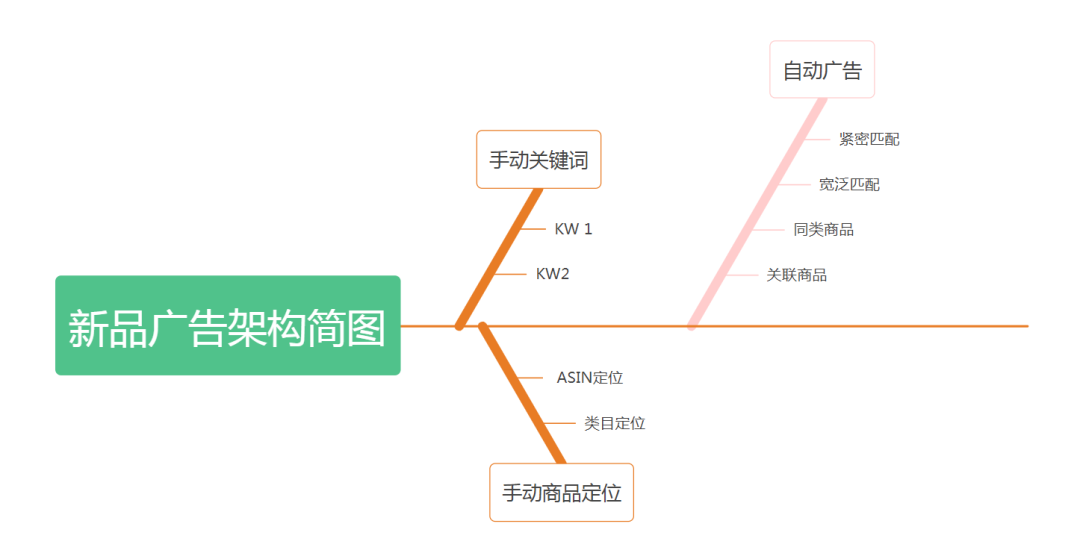 新品广告架构简图
手动关键词
KW 1
KW2
手动商品定位
ASIN定位
类目定位
自动广告
紧密匹配
宽泛匹配
同类商品
关联商品